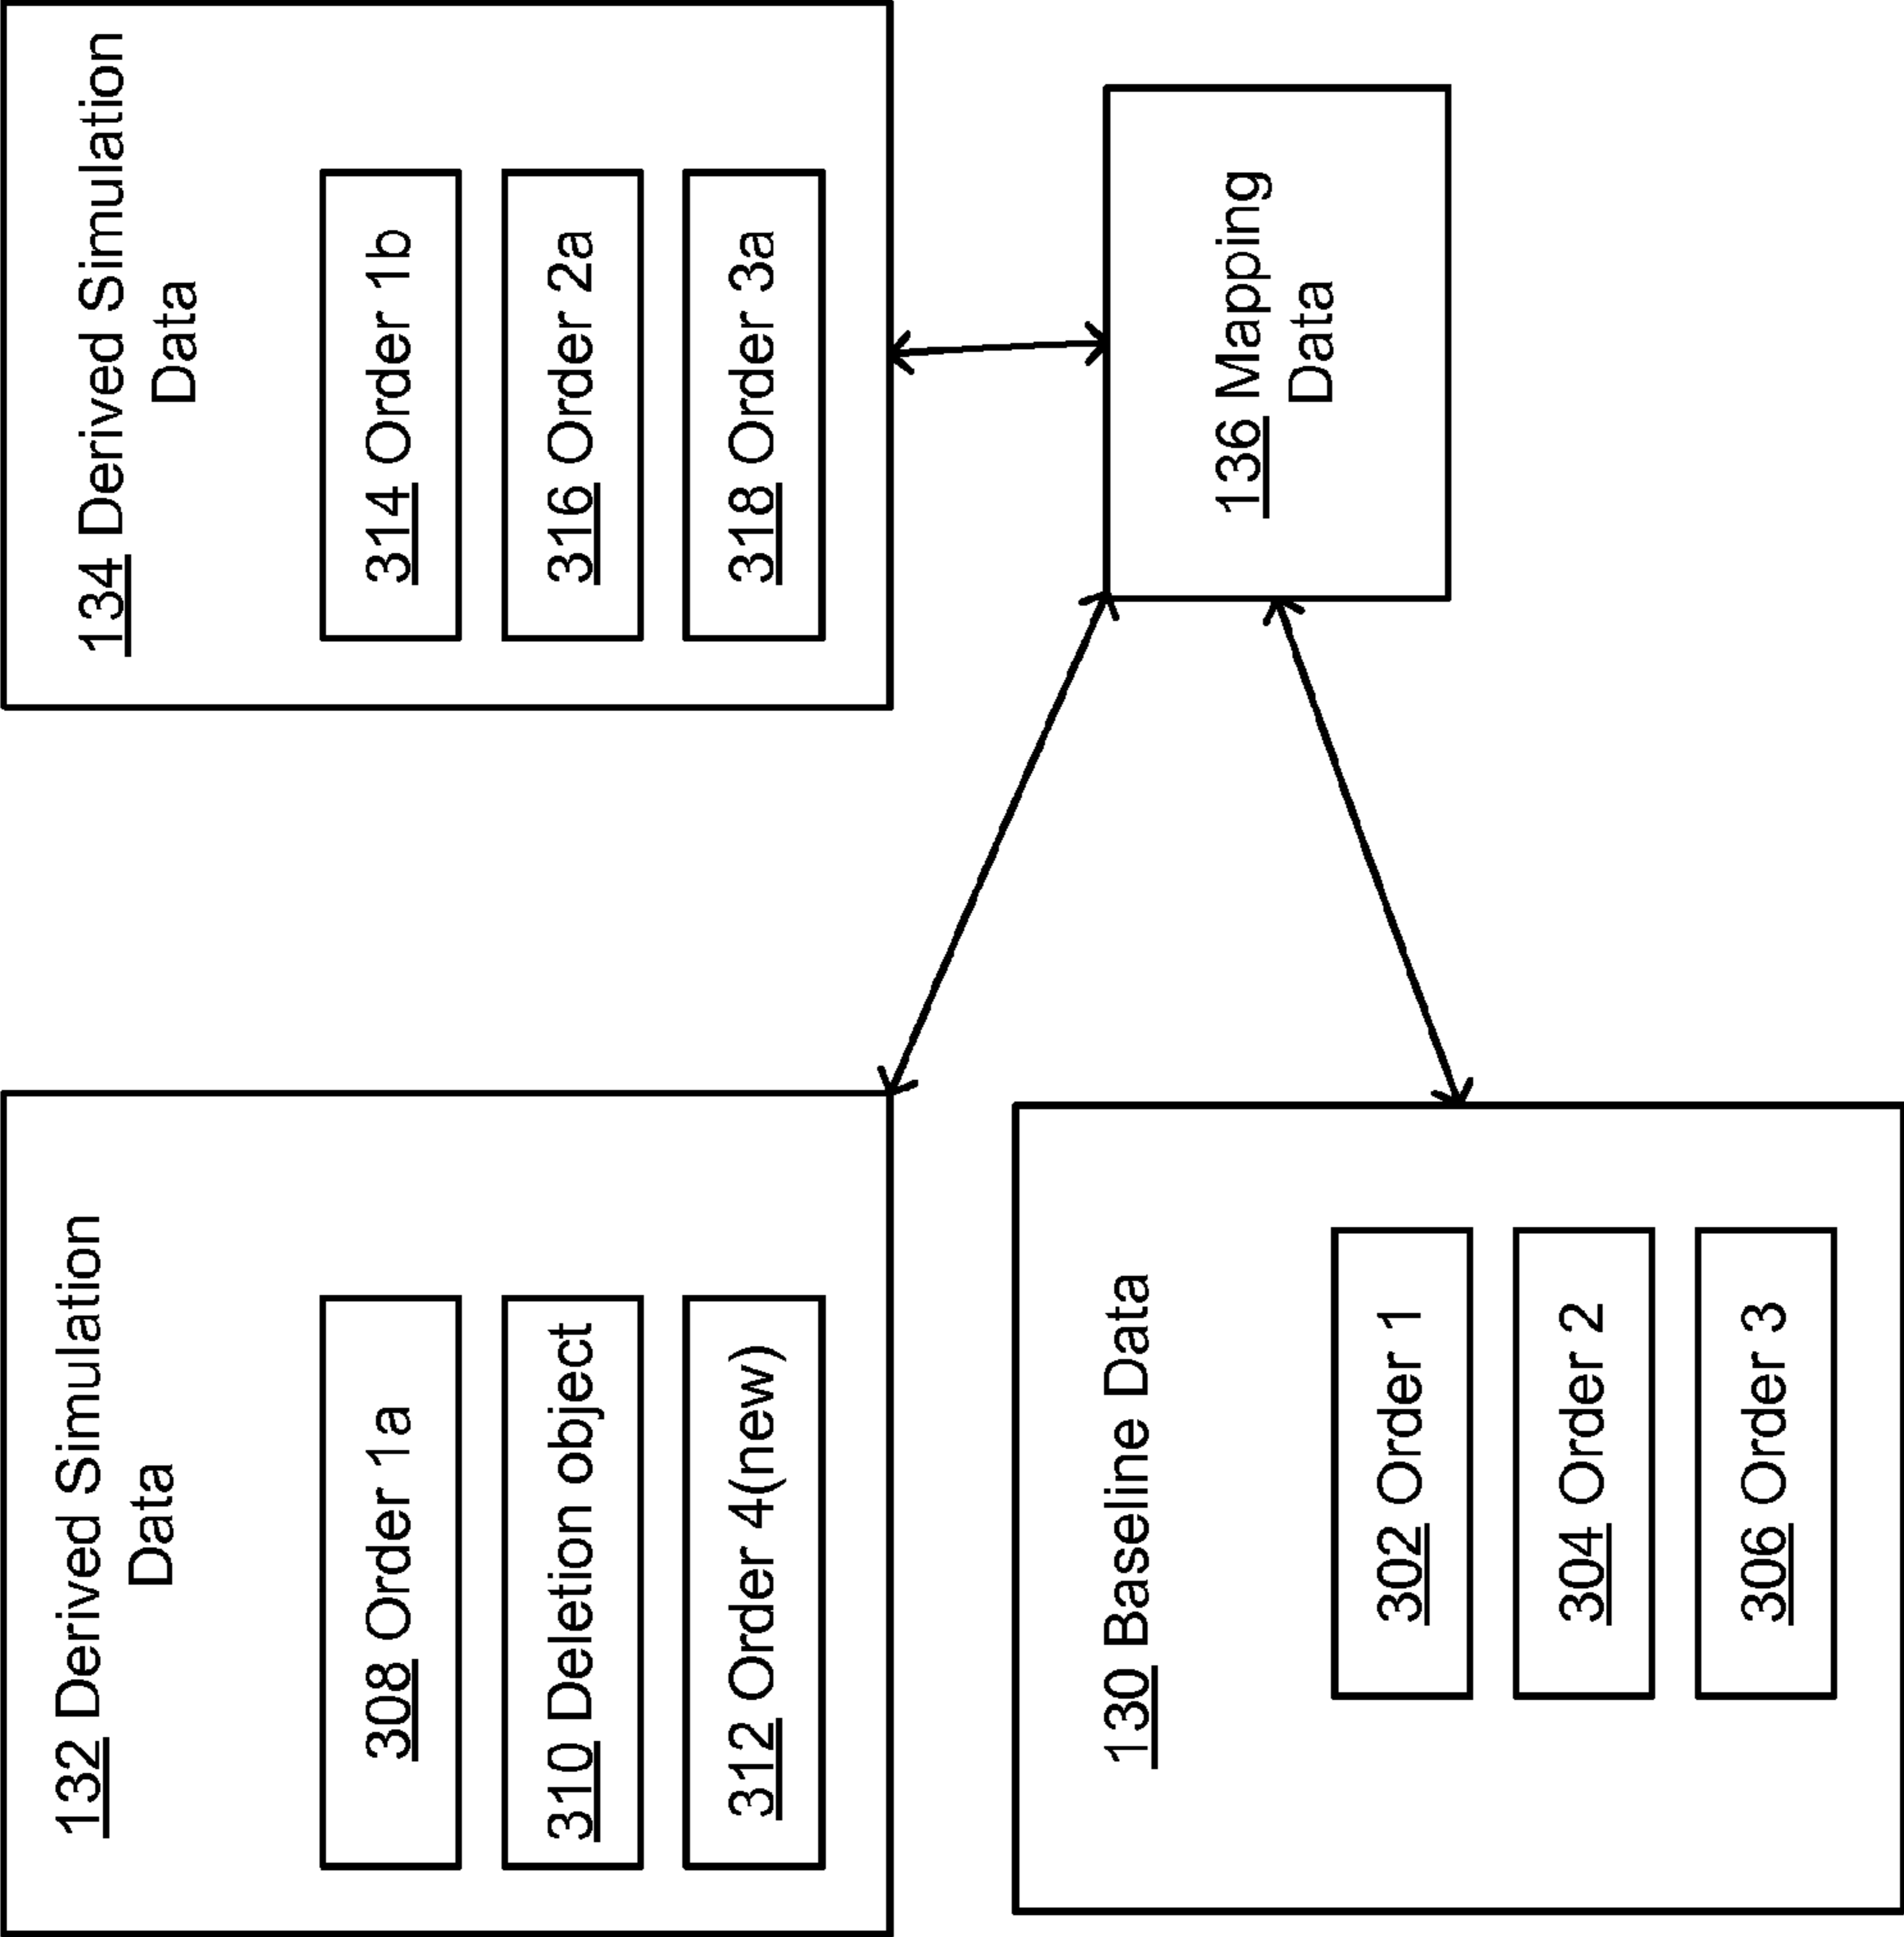 132 Derived Simulation
Data
308 Order 1a
310 Deletion object
312 Order 4(new)
134 Derived Simulation
Data
314 Order 1b
316 Order 2a
318 Order 3a
130 Baseline Data
302 Order 1
304 Order 2
306 Order 3
136 Mapping
Data